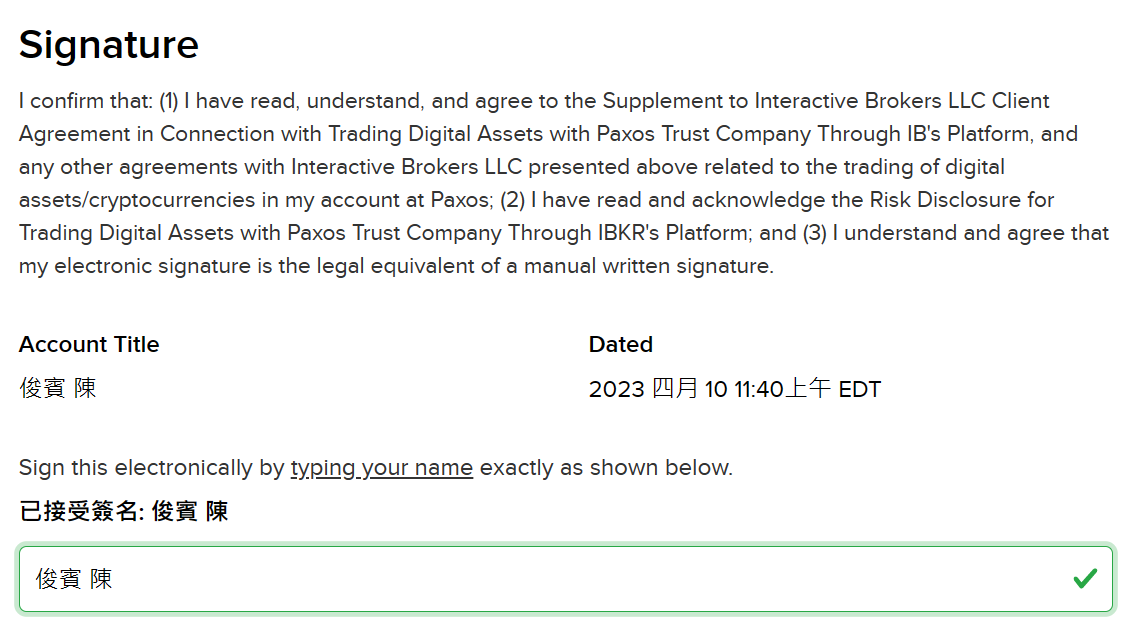 Signature
I confirm that: (1) I have read, understand, and agree to the Supplement to Interactive Brokers LLC Client
Agreement in Connection with Trading Digital Assets with Paxos Trust Company Through IB's Platform, and
any other agreements with Interactive Brokers LLC presented above related to the trading of digital
assets/cryptocurrencies in my account at Paxos; (2) I have read and acknowledge the Risk Disclosure for
Trading Digital Assets with Paxos Trust Company Through IBKR's Platform; and (3) I understand and agree that
my electronic signature is the legal equivalent of a manual written signature.
Account Title
俊賓 陳
Dated
2023 四月 10 11:40上午 EDT
Sign this electronically by typing your name exactly as shown below.
已接受簽名: 俊賓 陳
俊賓 陳